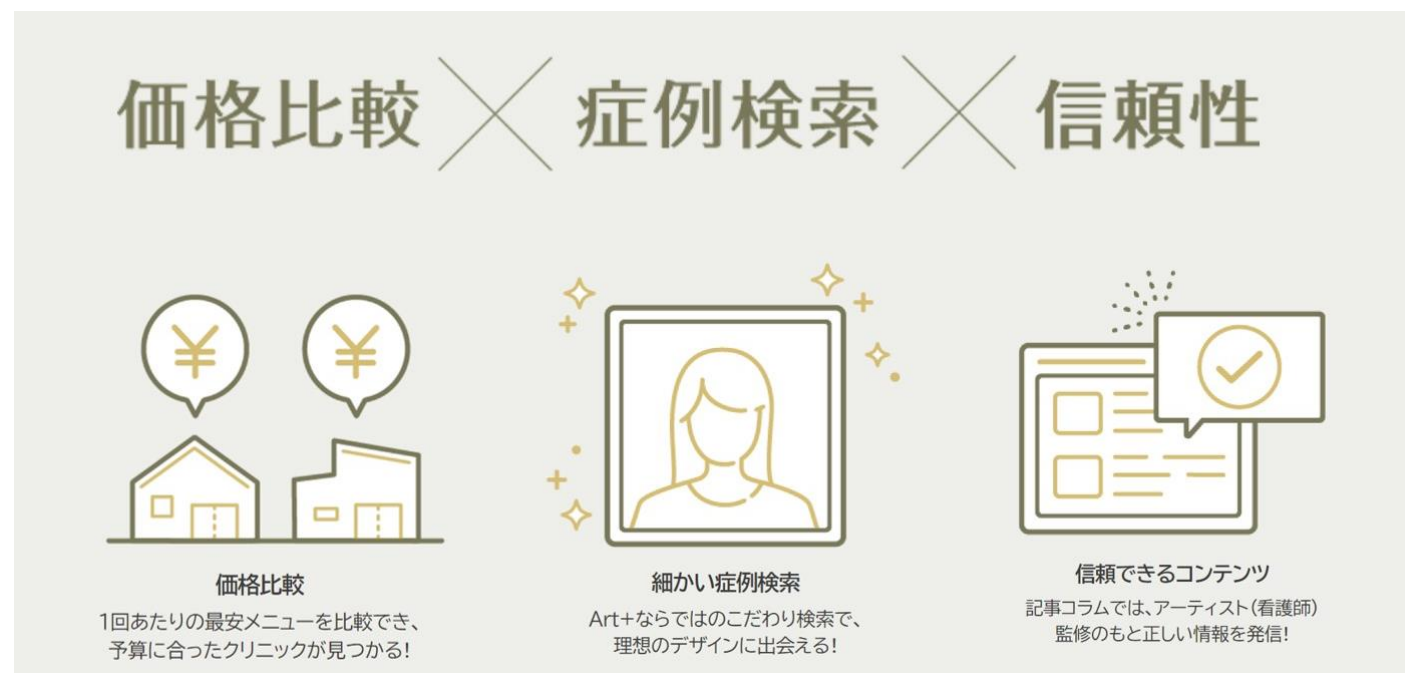 価格比較×症例検索×信頼性
価格比較
1回あたりの最安メニューを比較でき、
予算に合ったクリニックが見つかる!
細かい症例検索
Art+ならではのこだわり検索で、
理想のデザインに出会える!
信頼できるコンテンツ
記事コラムでは、アーティスト(看護師)
監修のもと正しい情報を発信!